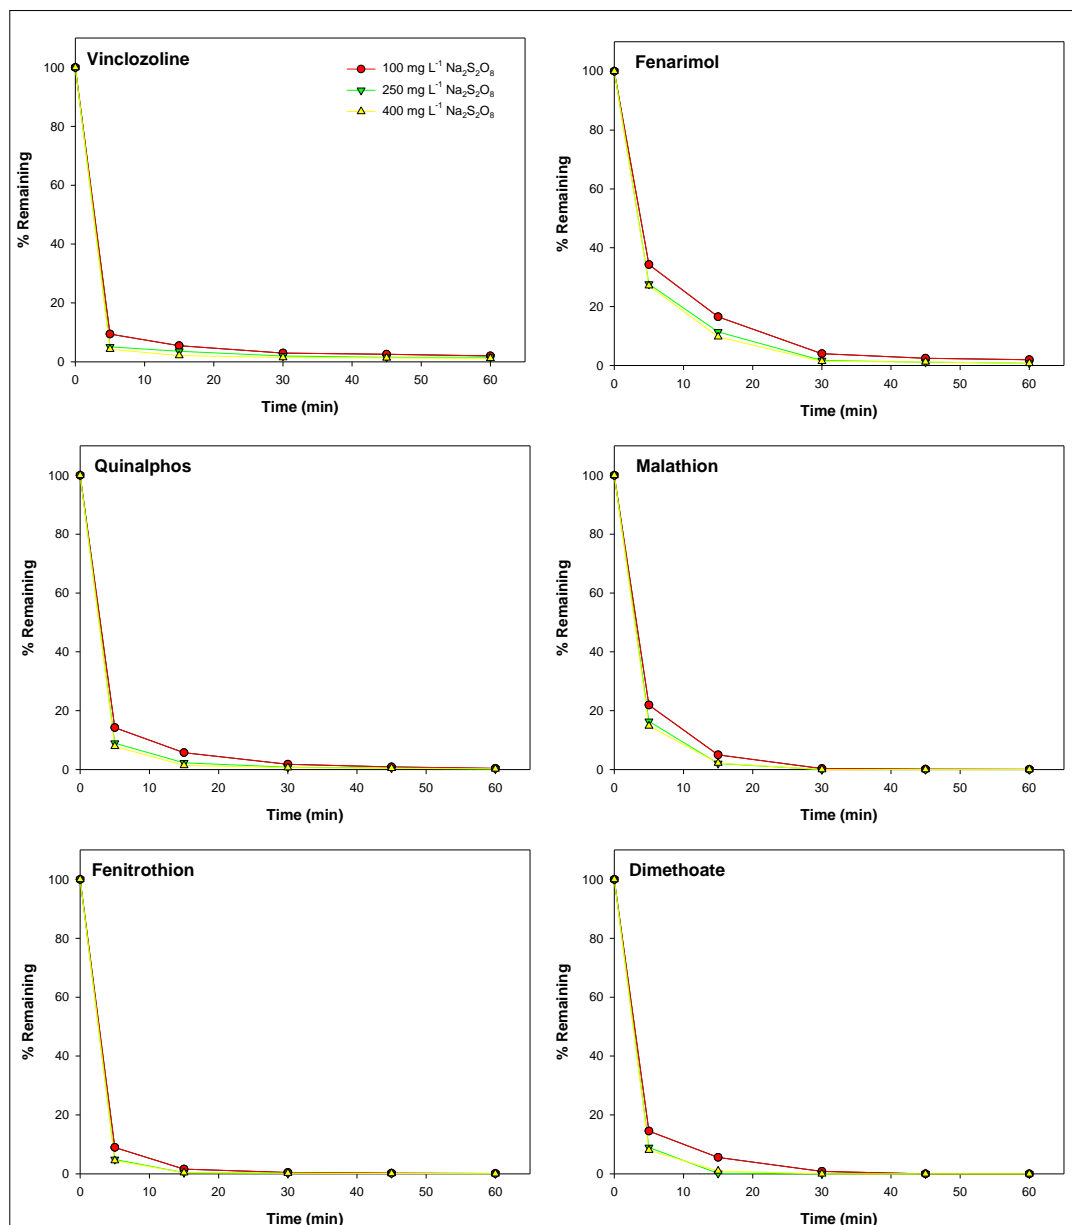 Vinclozoline
100 mg L⁻¹ Na₂S₂O₈
250 mg L⁻¹ Na₂S₂O₈
400 mg L⁻¹ Na₂S₂O₈
% Remaining
100
80
60
40
20
0
0 10 20 30 40 50 60
Time (min)
Fenarimol
% Remaining
100
80
60
40
20
0
0 10 20 30 40 50 60
Time (min)
Quinalphos
% Remaining
100
80
60
40
20
0
0 10 20 30 40 50 60
Time (min)
Malathion
% Remaining
100
80
60
40
20
0
0 10 20 30 40 50 60
Time (min)
Fenitrothion
% Remaining
100
80
60
40
20
0
0 10 20 30 40 50 60
Time (min)
Dimethoate
% Remaining
100
80
60
40
20
0
0 10 20 30 40 50 60
Time (min)